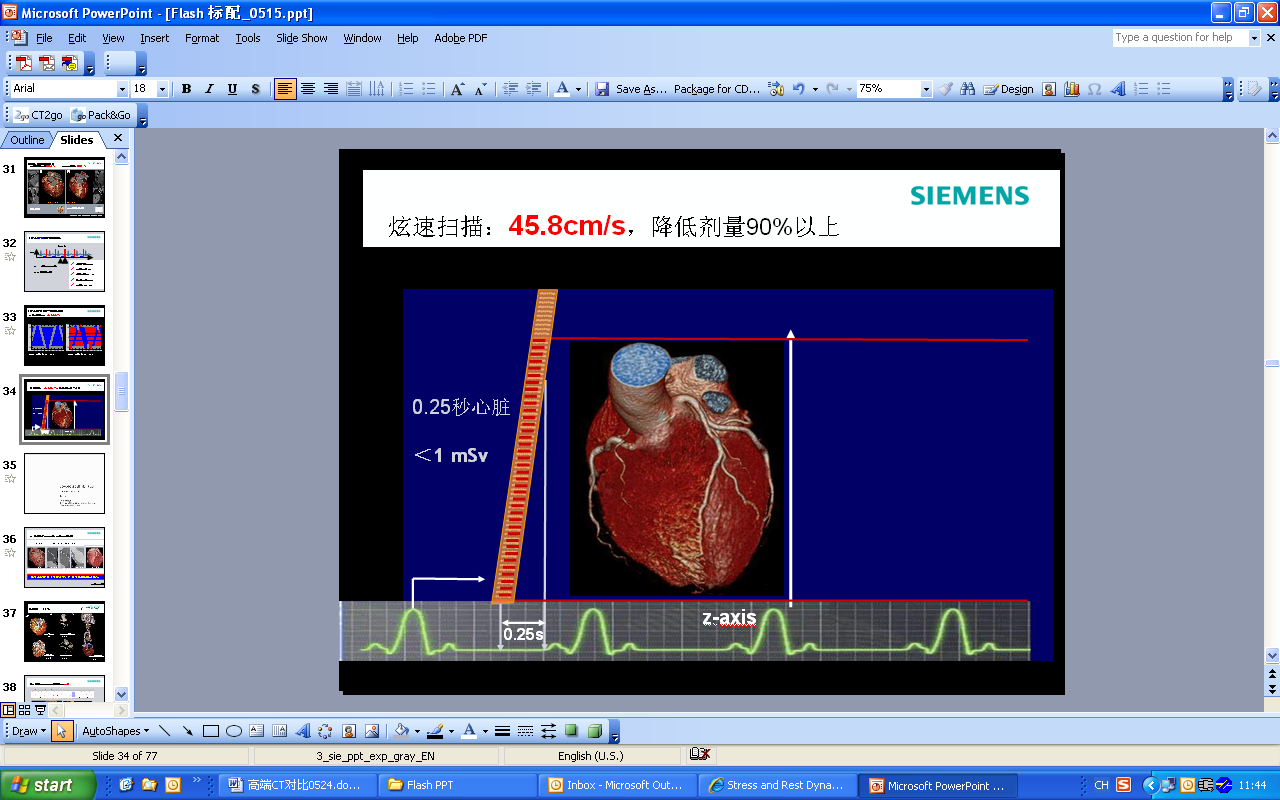 Microsoft PowerPoint - [Flash 标配_0515.ppt]
File Edit View Insert Format Tools Slide Show Window Help Adobe PDF
Type a question for help
Arial 18 B I U S A A A Save As... Package for CD... 75% Design
2go CT2go 2go Pack&Go
Outline Slides
31
32
33
34
35
36
37
38
SIEMENS
炫速扫描：45.8cm/s，降低剂量90%以上
0.25秒心脏
＜1 mSv
z-axis
0.25s
Draw AutoShapes A
Slide 34 of 77 3_sie_ppt_exp_gray_EN English (U.S.)
start 高端CT对比0524.do... Flash PPT Inbox - Microsoft Out... Stress and Rest Dyna... Microsoft PowerPoint ... CH 11:44